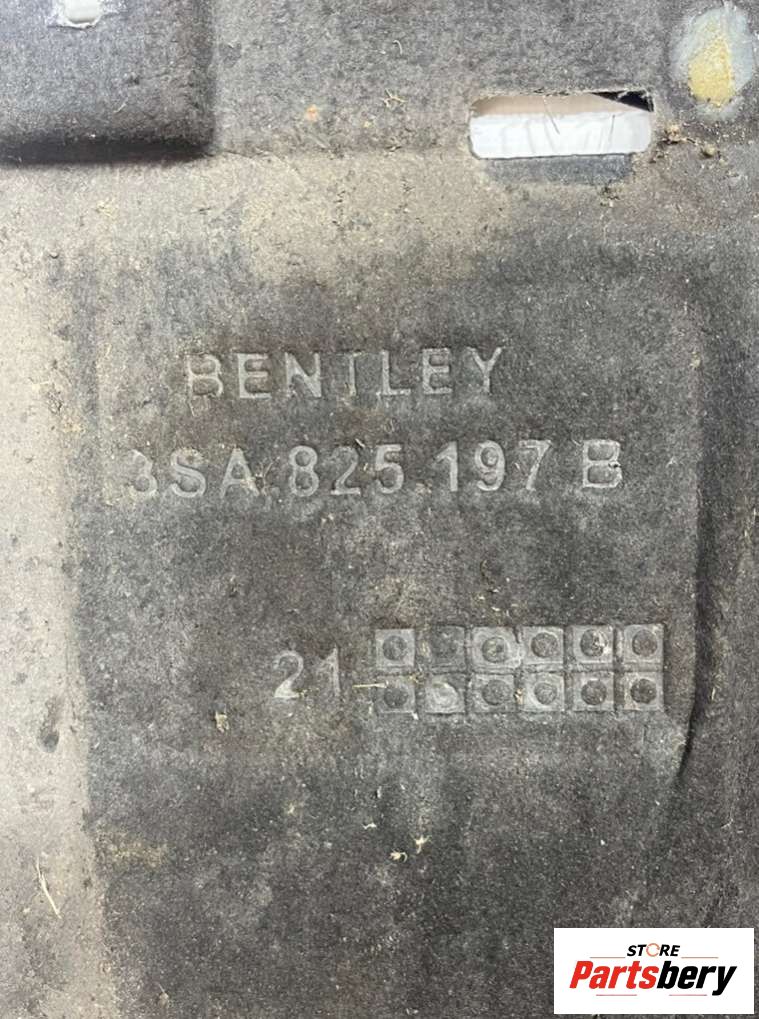 BENTLEY
3SA.825.197 B
21
STORE
Partsbery